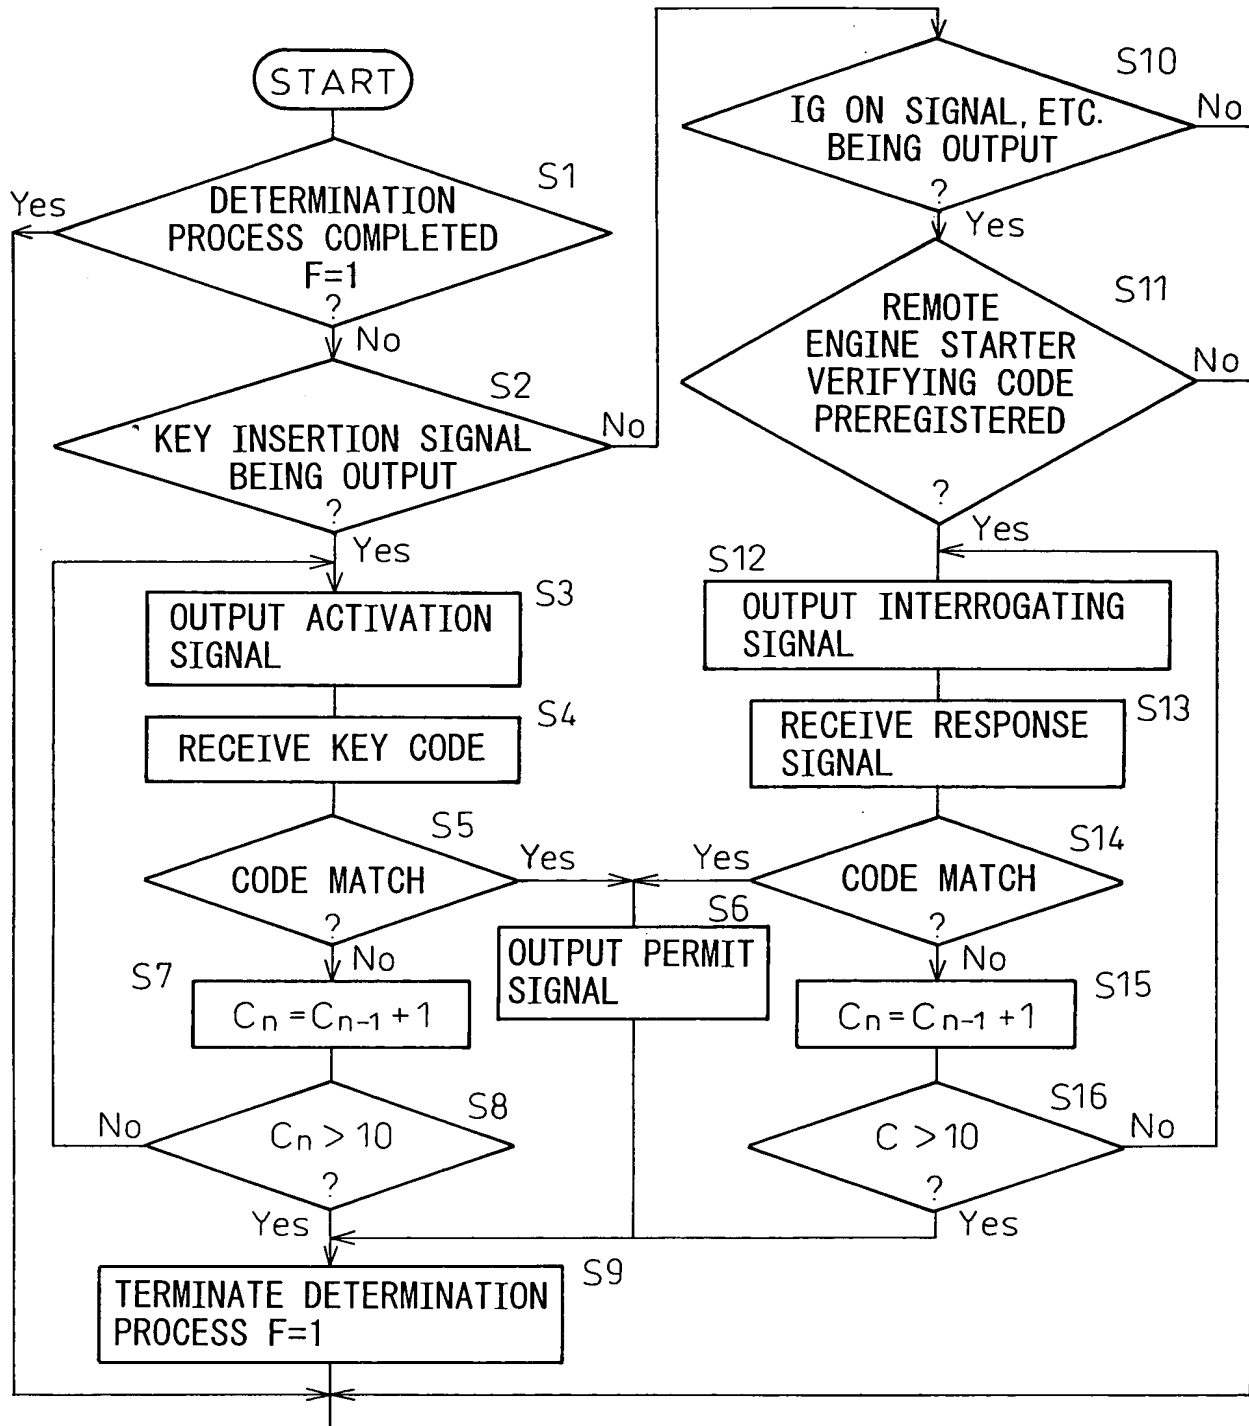 START
S1
Yes
DETERMINATION
PROCESS COMPLETED
F=1
?
No
S2
KEY INSERTION SIGNAL
BEING OUTPUT
?
No
Yes
S3
OUTPUT ACTIVATION
SIGNAL
S4
RECEIVE KEY CODE
S5
CODE MATCH
?
Yes
No
S6
OUTPUT PERMIT
SIGNAL
S7
Cn=Cn-1+1
S8
Cn>10
?
No
Yes
S9
TERMINATE DETERMINATION
PROCESS F=1
S10
IG ON SIGNAL, ETC.
BEING OUTPUT
?
No
Yes
S11
REMOTE
ENGINE STARTER
VERIFYING CODE
PREREGISTERED
?
No
Yes
S12
OUTPUT INTERROGATING
SIGNAL
S13
RECEIVE RESPONSE
SIGNAL
S14
Yes
CODE MATCH
?
No
S15
Cn=Cn-1+1
S16
C>10
?
No
Yes